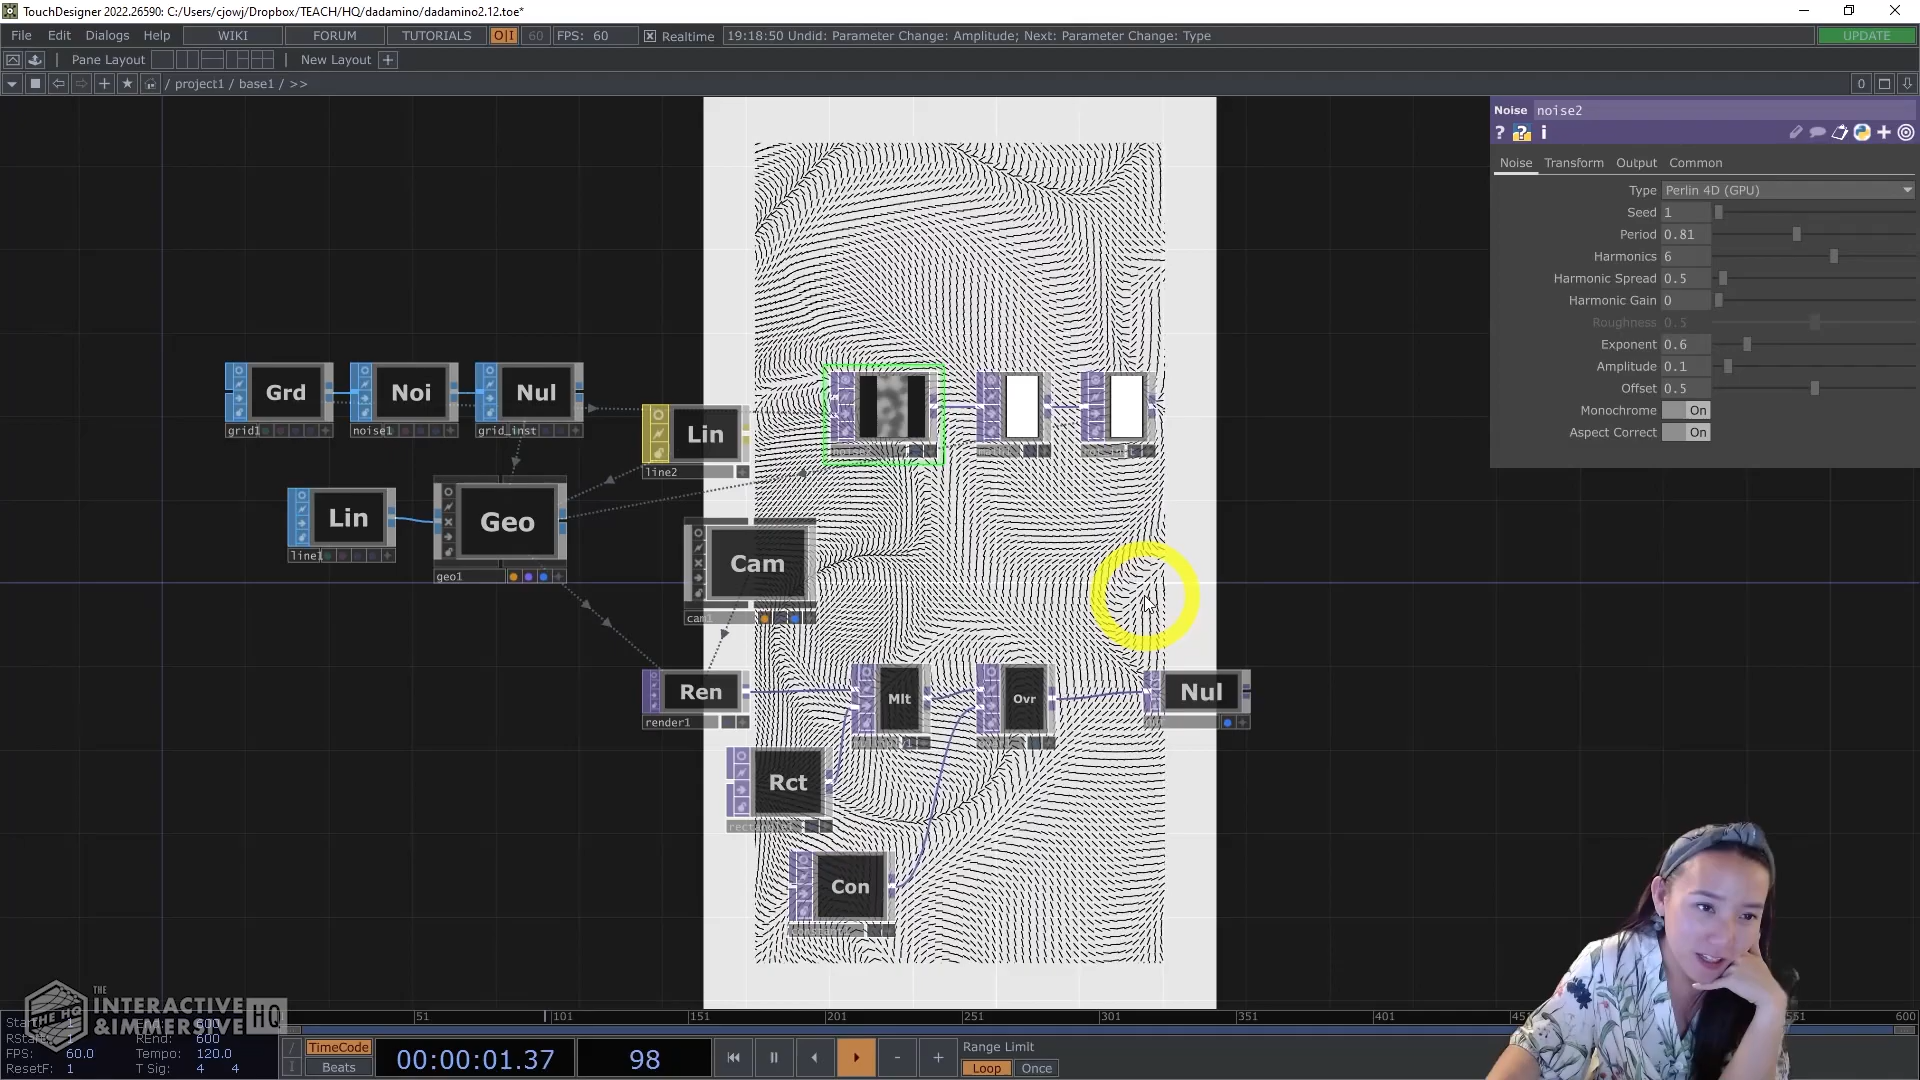 TouchDesigner 2022.26590: C:/Users/cjowj/Dropbox/TEACH/HQ/dadamino/dadamino2.12.toe*
File Edit Dialogs Help WIKI FORUM TUTORIALS O|I 60 FPS: 60 Realtime 19:18:50 Undid: Parameter Change: Amplitude; Next: Parameter Change: Type UPDATE
Pane Layout New Layout +
/ project1 / base1 / >> 0
Noise noise2
? ? i
Noise Transform Output Common
Type Perlin 4D (GPU)
Seed 1
Period 0.81
Harmonics 6
Harmonic Spread 0.5
Harmonic Gain 0
Roughness 0.5
Exponent 0.6
Amplitude 0.1
Offset 0.5
Monochrome On
Aspect Correct On
Grd Noi Nul
grid1 noise1 grid_inst
Lin
line2
Lin Geo
line1
geo1
Cam
cam1
Ren Mlt Ovr Nul
render1
Rct
Con
THE INTERACTIVE & IMMERSIVE HQ
THE HQ
51 101 151 201 251 301 351 401 600
REnd: 600
FPS: 60.0 Tempo: 120.0
ResetF: 1 T Sig: 4 4
TimeCode
Beats
00:00:01.37 98
Range Limit
Loop Once